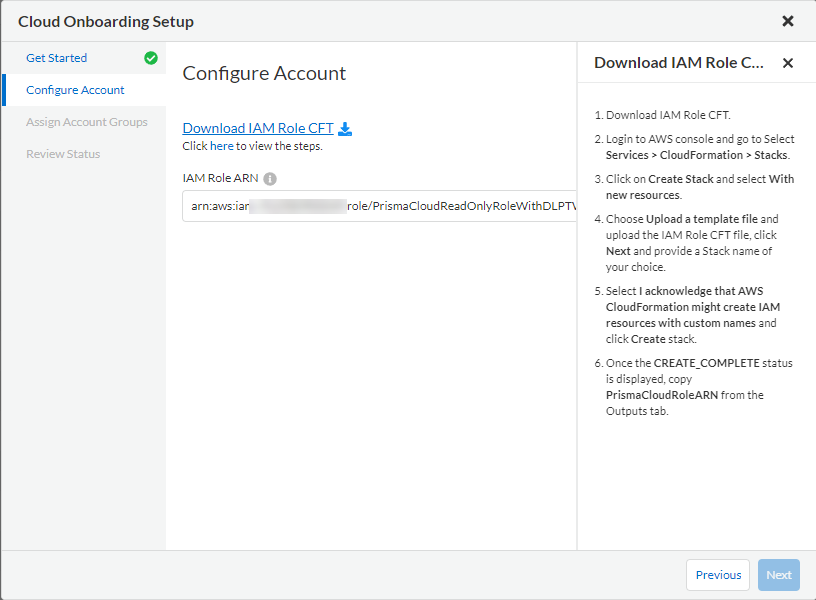 Cloud Onboarding Setup
Get Started
Configure Account
Assign Account Groups
Review Status
Configure Account
Download IAM Role CFT
Click here to view the steps.
IAM Role ARN
arn:aws:iam role/PrismaCloudReadOnlyRoleWithDLPTV
Download IAM Role C...
1. Download IAM Role CFT.
2. Login to AWS console and go to Select
Services > CloudFormation > Stacks.
3. Click on Create Stack and select With
new resources.
4. Choose Upload a template file and
upload the IAM Role CFT file, click
Next and provide a Stack name of
your choice.
5. Select I acknowledge that AWS
CloudFormation might create IAM
resources with custom names and
click Create stack.
6. Once the CREATE_COMPLETE status
is displayed, copy
PrismaCloudRoleARN from the
Outputs tab.
Previous
Next